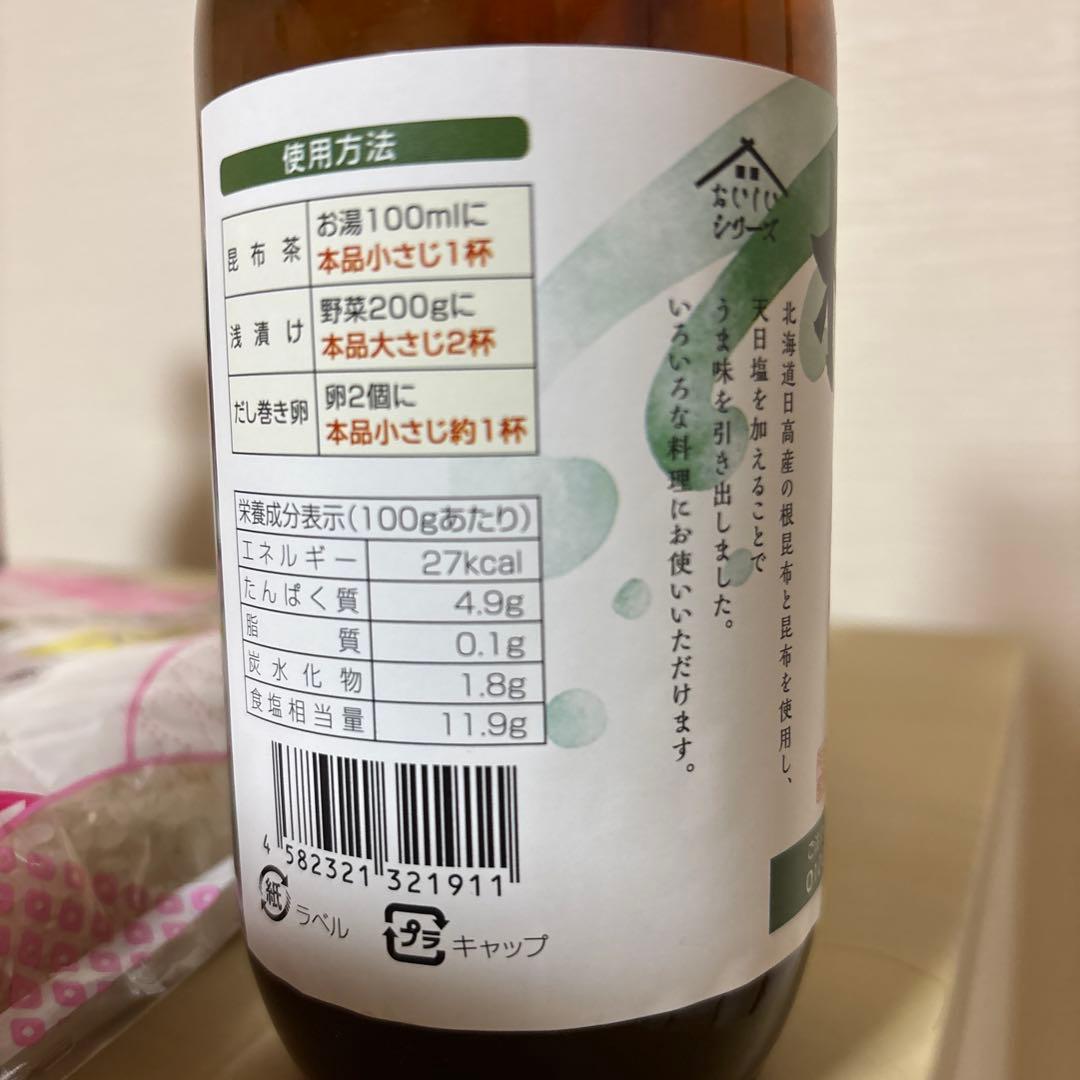 使用方法
昆布茶 お湯100mlに
本品小さじ1杯
浅漬け 野菜200gに
本品大さじ2杯
だし巻き卵 卵2個に
本品小さじ約1杯
栄養成分表示(100gあたり)
エネルギー 27kcal
たんぱく質 4.9g
脂質 0.1g
炭水化物 1.8g
食塩相当量 11.9g
4 582321 321911
紙 ラベル
プラ キャップ
おいしい
シリーズ
北海道日高産の根昆布と昆布を使用し、
天日塩を加えることで
うま味を引き出しました。
いろいろな料理にお使いいただけます。